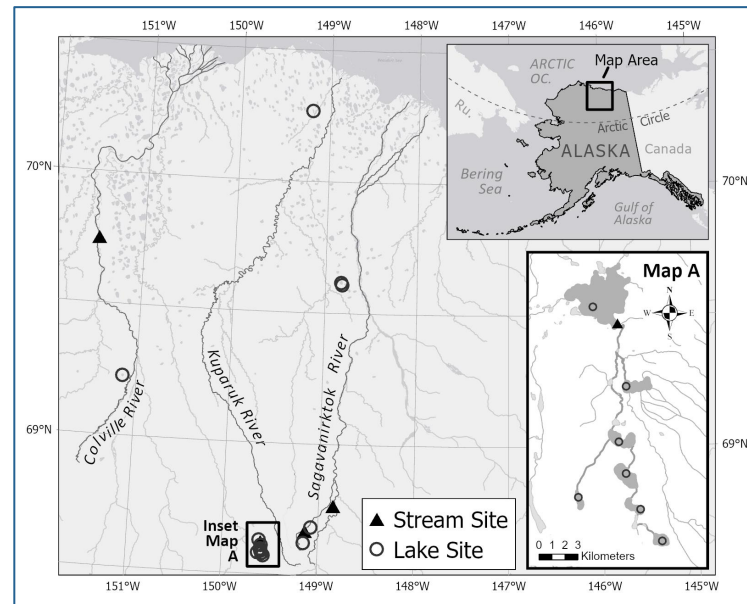 151°W 150°W 149°W 148°W 147°W 146°W 145°W
ARCTIC
OC.
Map Area
Ru.
Arctic Circle
ALASKA
Canada
Bering
Sea
Gulf of
Alaska
70°N
70°N
Map A
N
W E
S
Colville River
Kuparuk River
Sagavanirktok River
69°N
69°N
0 1 2 3
Kilometers
Inset
Map
A
Stream Site
Lake Site
151°W 150°W 149°W 148°W 147°W 146°W 145°W